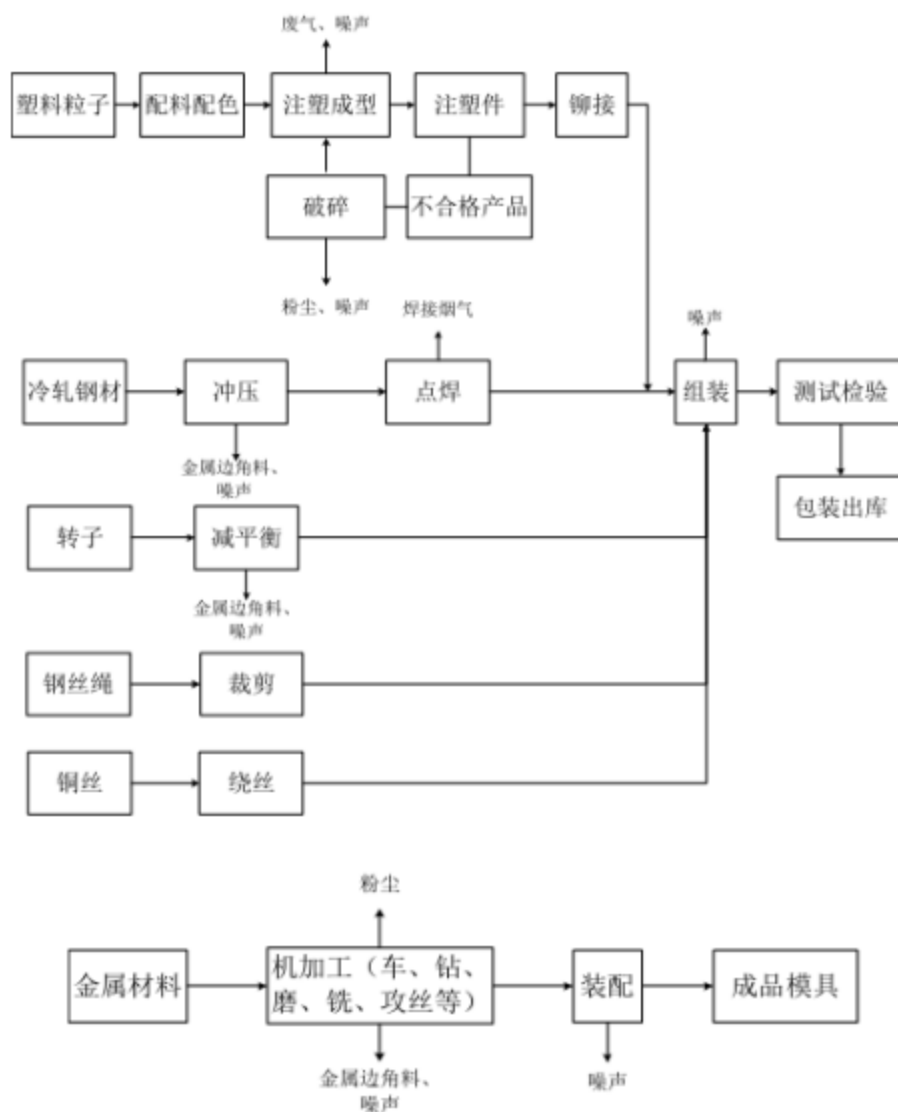 废气、噪声
塑料粒子
配料配色
注塑成型
注塑件
铆接
破碎
不合格产品
粉尘、噪声
焊接烟气
噪声
冷轧钢材
冲压
点焊
组装
测试检验
金属边角料、
噪声
包装出库
转子
减平衡
金属边角料、
噪声
钢丝绳
裁剪
铜丝
绕丝
粉尘
金属材料
机加工（车、钻、
磨、铣、攻丝等）
装配
成品模具
金属边角料、
噪声
噪声